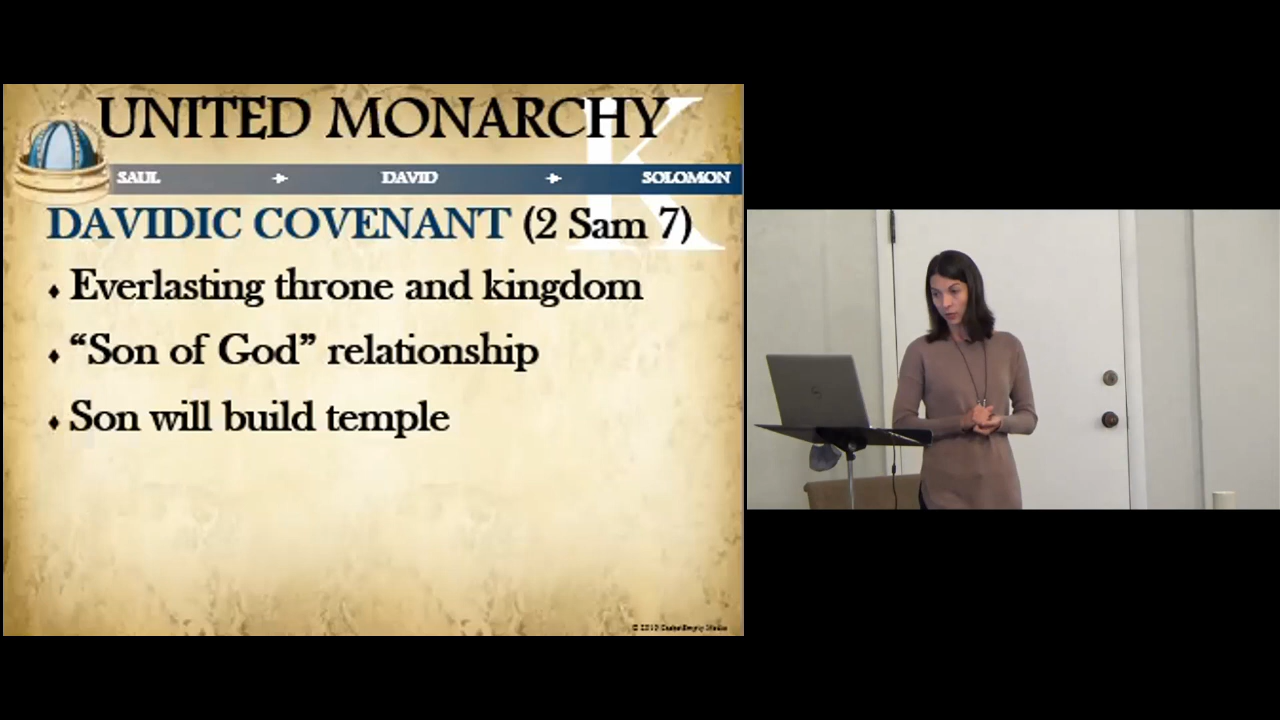 UNITED MONARCHY
K
SAUL → DAVID → SOLOMON
DAVIDIC COVENANT (2 Sam 7)
♦ Everlasting throne and kingdom
♦ “Son of God” relationship
♦ Son will build temple
©